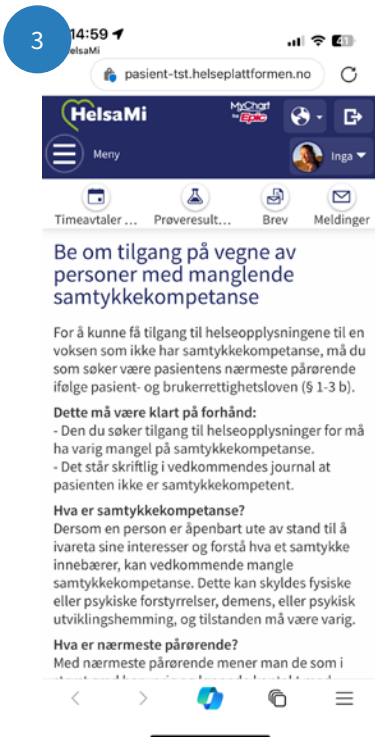 3
14:59
elsaMi
41
pasient-tst.helseplattformen.no
HelsaMi
MyChart
by Epic
Meny
Inga
Timeavtaler ... Prøveresult... Brev Meldinger
Be om tilgang på vegne av
personer med manglende
samtykkekompetanse
For å kunne få tilgang til helseopplysningene til en
voksen som ikke har samtykkekompetanse, må du
som søker være pasientens nærmeste pårørende
ifølge pasient- og brukerrettighetsloven (§ 1-3 b).
Dette må være klart på forhånd:
- Den du søker tilgang til helseopplysninger for må
ha varig mangel på samtykkekompetanse.
- Det står skriftlig i vedkommendes journal at
pasienten ikke er samtykkekompetent.
Hva er samtykkekompetanse?
Dersom en person er åpenbart ute av stand til å
ivareta sine interesser og forstå hva et samtykke
innebærer, kan vedkommende mangle
samtykkekompetanse. Dette kan skyldes fysiske
eller psykiske forstyrrelser, demens, eller psykisk
utviklingshemming, og tilstanden må være varig.
Hva er nærmeste pårørende?
Med nærmeste pårørende mener man de som i